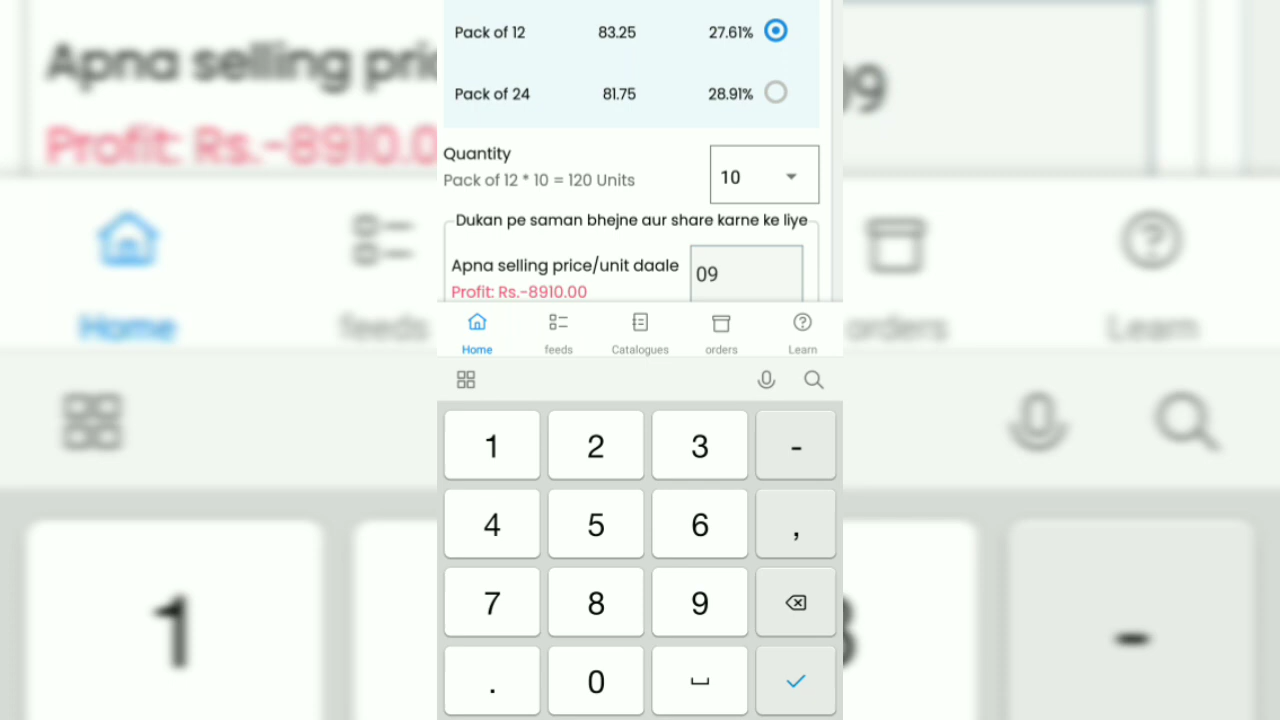 Pack of 12 83.25 27.61%
Pack of 24 81.75 28.91%
Quantity
Pack of 12 * 10 = 120 Units
10
Dukan pe saman bhejne aur share karne ke liye
Apna selling price/unit daale
09
Profit: Rs.-8910.00
Home feeds Catalogues orders Learn
1 2 3 -
4 5 6 ,
7 8 9
. 0